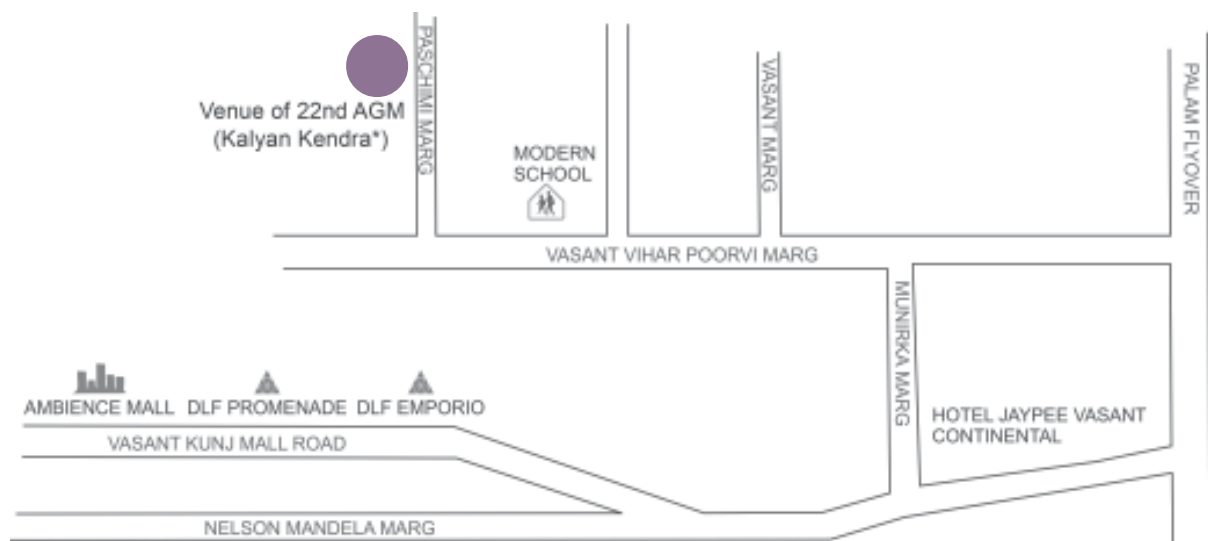 PASCHIMI MARG
Venue of 22nd AGM
(Kalyan Kendra*)
MODERN
SCHOOL
VASANT MARG
PALAM FLYOVER
VASANT VIHAR POORVI MARG
MUNIRKA MARG
AMBIENCE MALL
DLF PROMENADE
DLF EMPORIO
HOTEL JAYPEE VASANT
CONTINENTAL
VASANT KUNJ MALL ROAD
NELSON MANDELA MARG